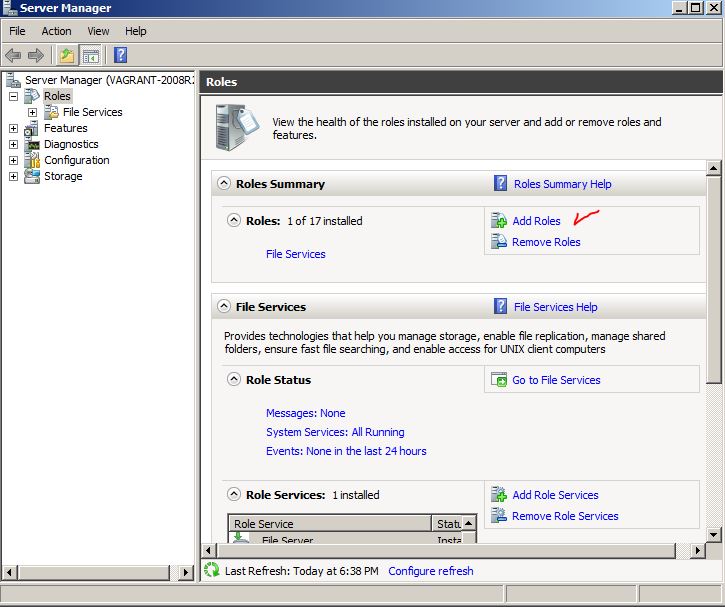 Server Manager
File Action View Help
Server Manager (VAGRANT-2008R2
Roles
File Services
Features
Diagnostics
Configuration
Storage
Roles
View the health of the roles installed on your server and add or remove roles and
features.
Roles Summary
Roles Summary Help
Roles: 1 of 17 installed
Add Roles
Remove Roles
File Services
File Services
File Services Help
Provides technologies that help you manage storage, enable file replication, manage shared
folders, ensure fast file searching, and enable access for UNIX client computers
Role Status
Go to File Services
Messages: None
System Services: All Running
Events: None in the last 24 hours
Role Services: 1 installed
Add Role Services
Remove Role Services
Role Service Statu
File Server Insta
Last Refresh: Today at 6:38 PM Configure refresh